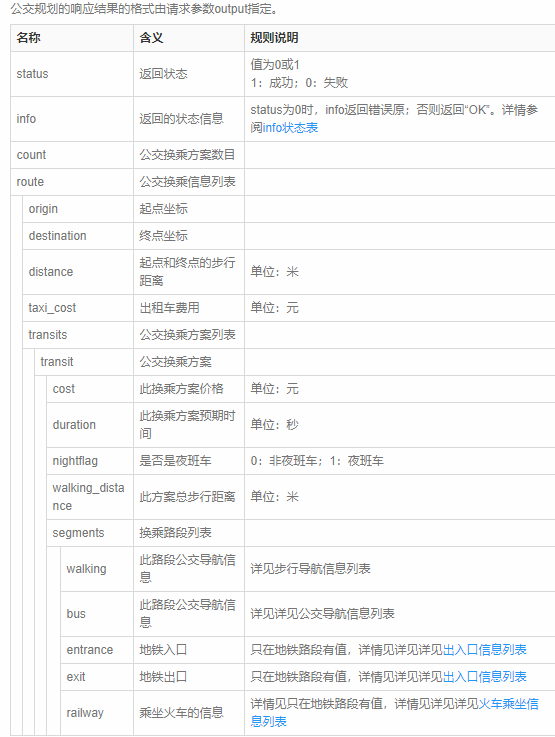 公交规划的响应结果的格式由请求参数output指定。
名称 含义 规则说明
status 返回状态 值为0或1
1：成功；0：失败
info 返回的状态信息 status为0时，info返回错误原；否则返回“OK”。详情参
阅info状态表
count 公交换乘方案数目
route 公交换乘信息列表
origin 起点坐标
destination 终点坐标
distance 起点和终点的步行
距离 单位：米
taxi_cost 出租车费用 单位：元
transits 公交换乘方案列表
transit 公交换乘方案
cost 此换乘方案价格 单位：元
duration 此换乘方案预期时
间 单位：秒
nightflag 是否是夜班车 0：非夜班车；1：夜班车
walking_dista
nce 此方案总步行距离 单位：米
segments 换乘路段列表
walking 此路段公交导航信
息 详见步行导航信息列表
bus 此路段公交导航信
息 详见详见公交导航信息列表
entrance 地铁入口 只在地铁路段有值，详情见详见详见出入口信息列表
exit 地铁出口 只在地铁路段有值，详情见详见详见出入口信息列表
railway 乘坐火车的信息 详情见只在地铁路段有值，详情见详见详见火车乘坐信
息列表